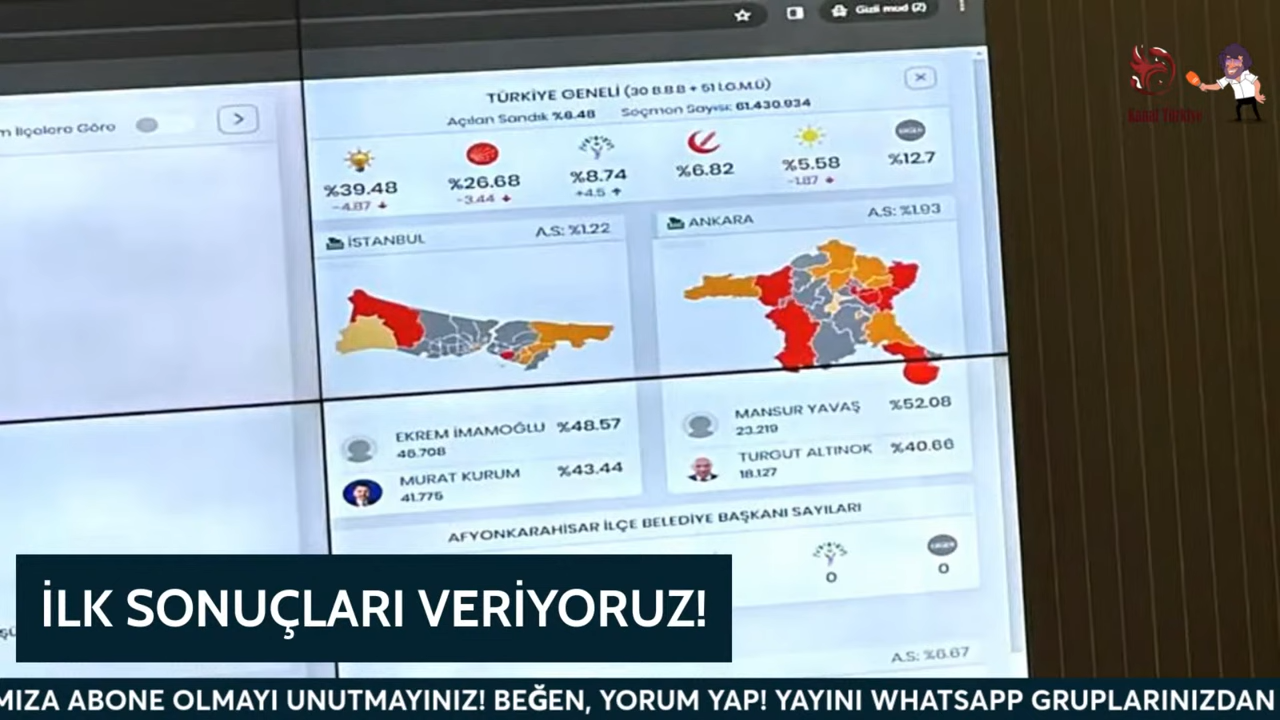 Gizli mod (2)
TÜRKİYE GENELİ (30 B.B.B + 51 İ.G.M.Ü)
Açılan Sandık %6.48 Seçmen Sayısı: 61.430.934
m İlçelere Göre
%39.48 %26.68 %8.74 %6.82 %5.58 %12.7
-4.87 -3.44 +4.5 -1.87
İSTANBUL A.S: %1.22
ANKARA A.S: %1.93
EKREM İMAMOĞLU %48.57
46.708
MURAT KURUM %43.44
41.775
MANSUR YAVAŞ %52.08
23.219
TURGUT ALTINOK %40.66
18.127
AFYONKARAHİSAR İLÇE BELEDİYE BAŞKANI SAYILARI
0 0
A.S: %6.67
İLK SONUÇLARI VERİYORUZ!
MIZA ABONE OLMAYI UNUTMAYINIZ! BEĞEN, YORUM YAP! YAYINI WHATSAPP GRUPLARINIZDAN